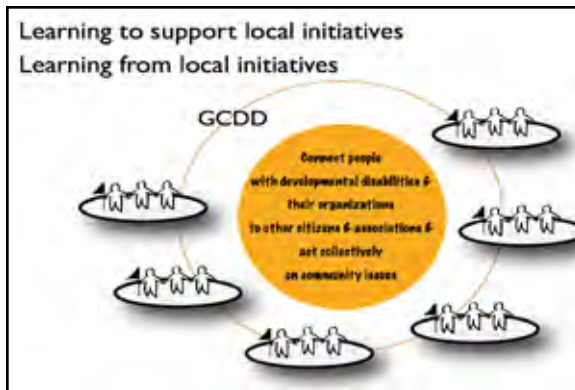 Learning to support local initiatives
Learning from local initiatives
GCDD
Connect people
with developmental disabilities &
their organizations
to other citizens & associations &
act collectively
on community issues